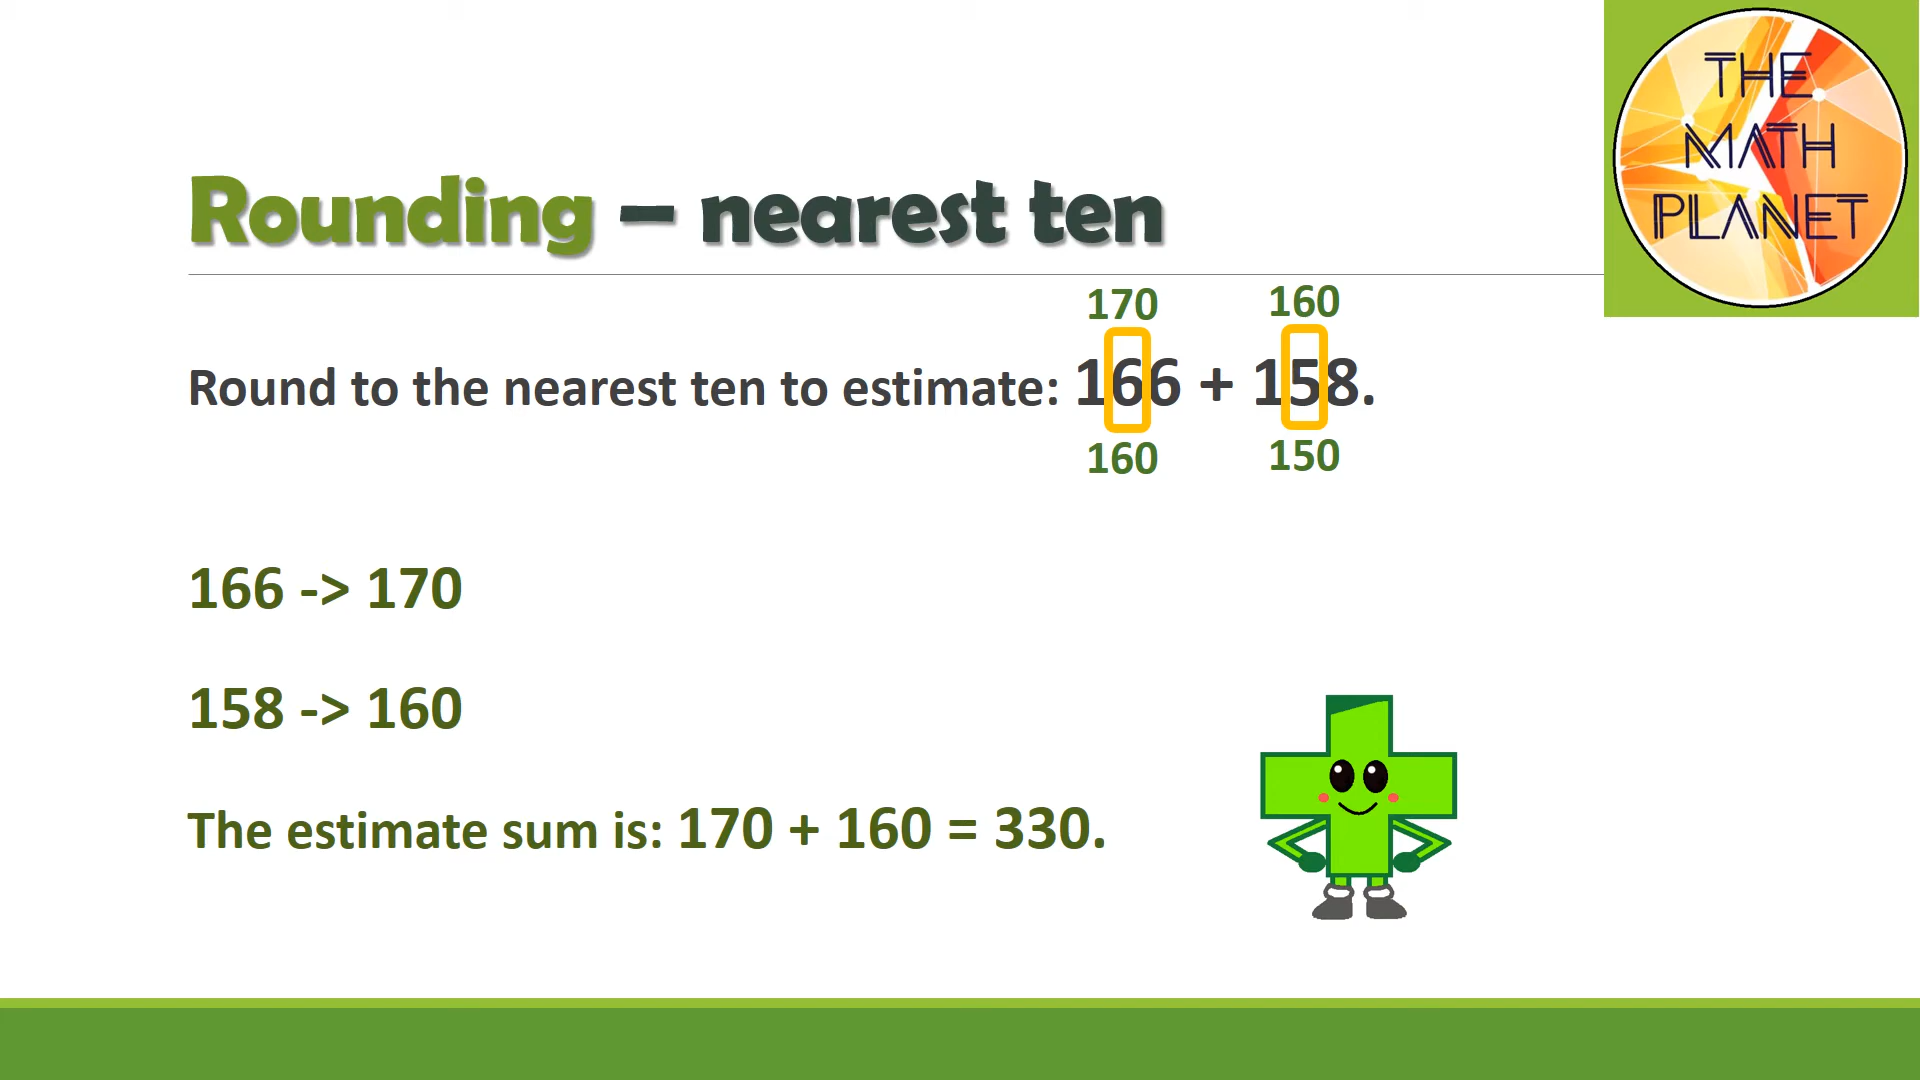 THE
MATH
PLANET
Rounding – nearest ten
170 160
Round to the nearest ten to estimate: 166 + 158.
160 150
166 -> 170
158 -> 160
The estimate sum is: 170 + 160 = 330.